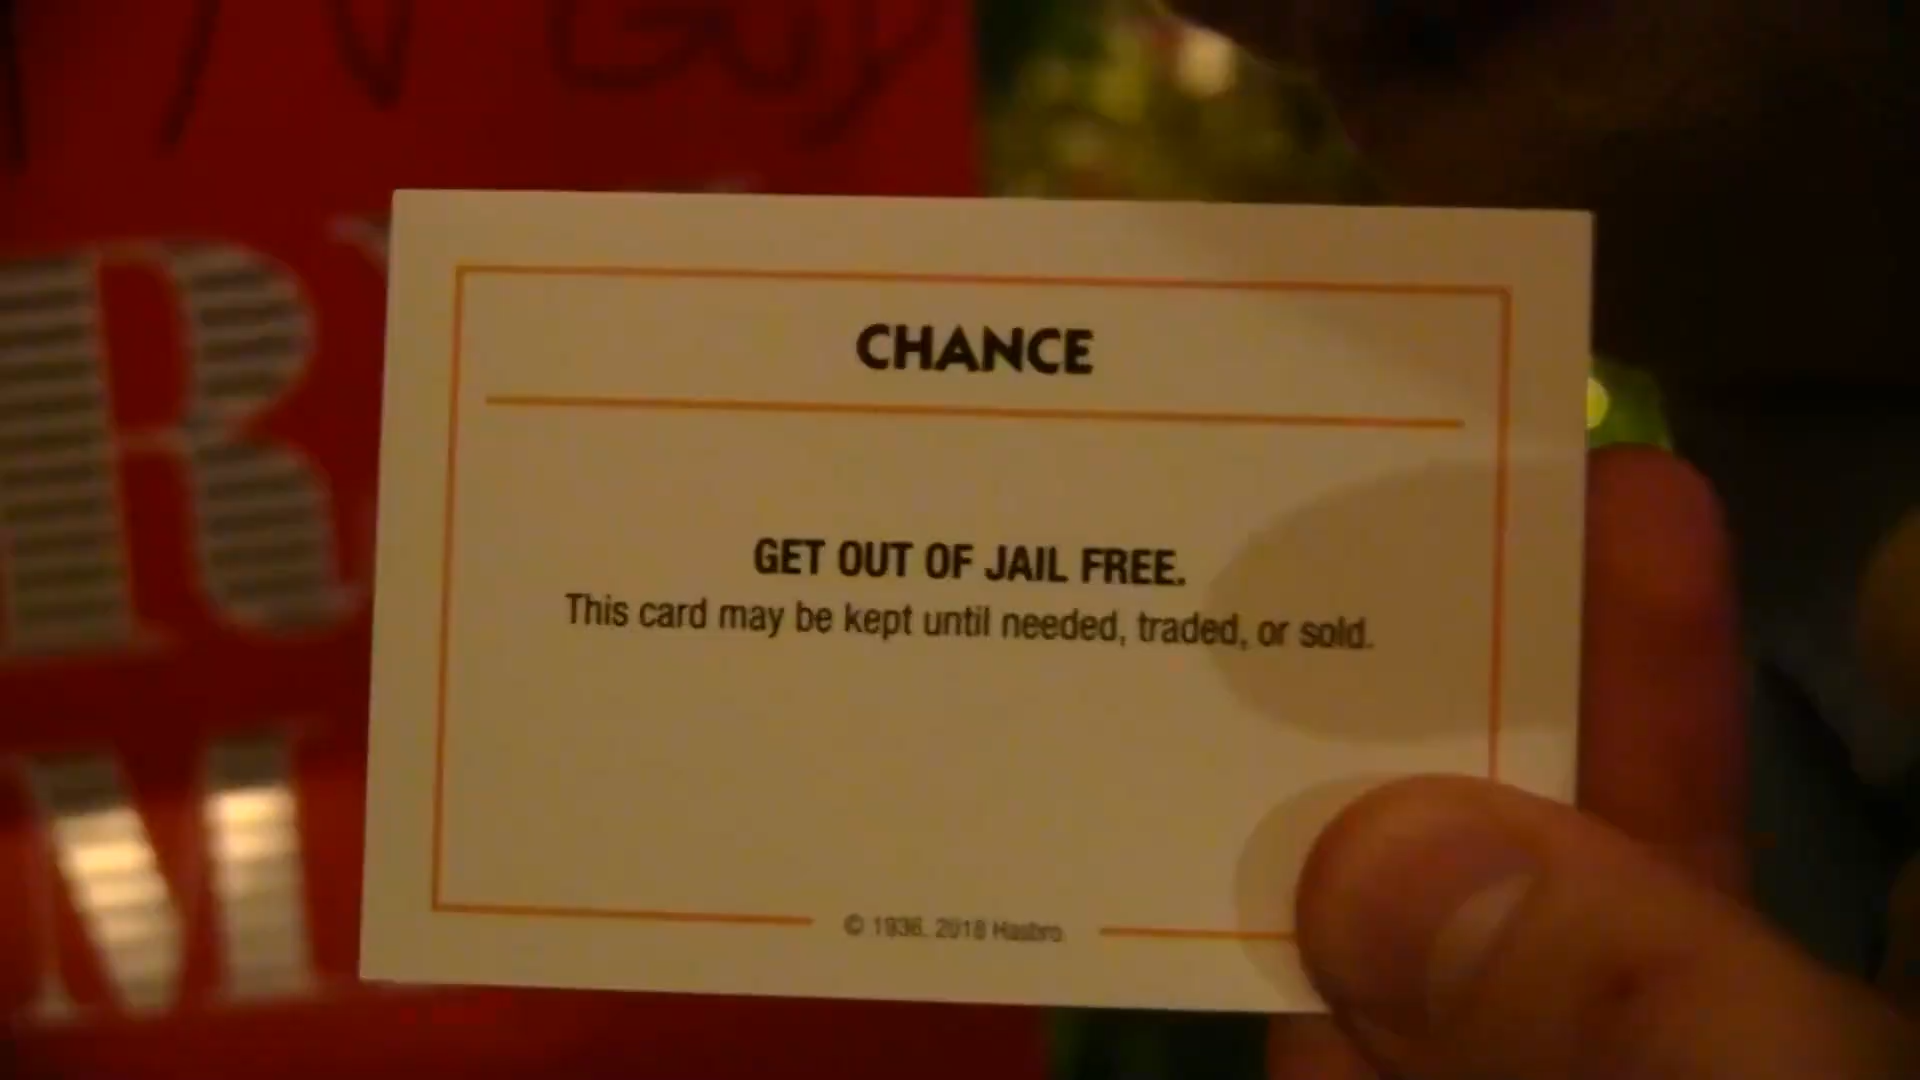 CHANCE
GET OUT OF JAIL FREE.
This card may be kept until needed, traded, or sold.
© 1936, 2018 Hasbro
R
M